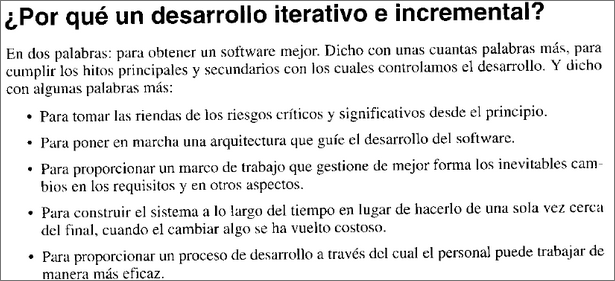 ¿Por qué un desarrollo iterativo e incremental?
En dos palabras: para obtener un software mejor. Dicho con unas cuantas palabras más, para
cumplir los hitos principales y secundarios con los cuales controlamos el desarrollo. Y dicho
con algunas palabras más:
• Para tomar las riendas de los riesgos críticos y significativos desde el principio.
• Para poner en marcha una arquitectura que guíe el desarrollo del software.
• Para proporcionar un marco de trabajo que gestione de mejor forma los inevitables cam-
bios en los requisitos y en otros aspectos.
• Para construir el sistema a lo largo del tiempo en lugar de hacerlo de una sola vez cerca
del final, cuando el cambiar algo se ha vuelto costoso.
• Para proporcionar un proceso de desarrollo a través del cual el personal puede trabajar de
manera más eficaz.